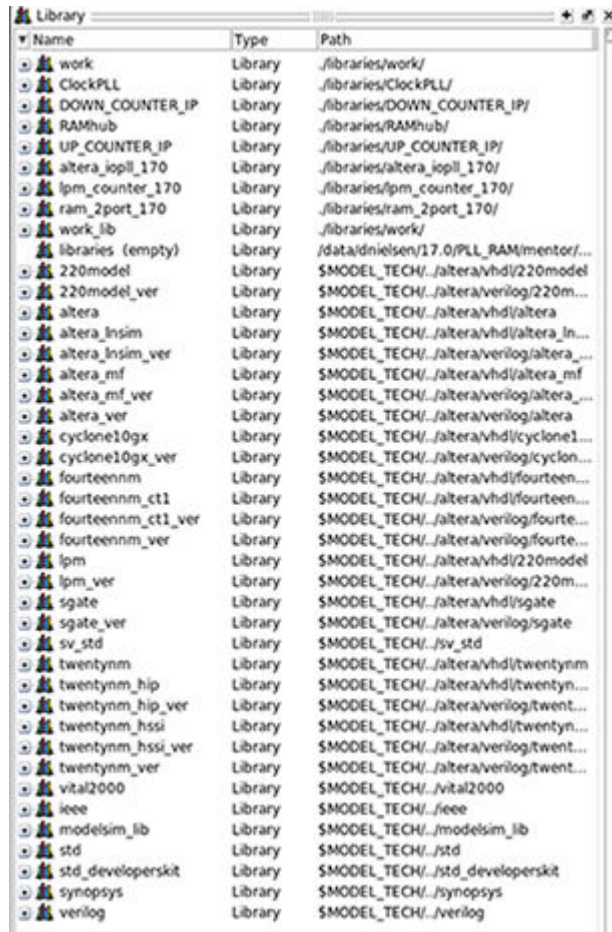 Library
Name Type Path
work Library ./libraries/work/
ClockPLL Library ./libraries/ClockPLL/
DOWN_COUNTER_IP Library ./libraries/DOWN_COUNTER_IP/
RAMhub Library ./libraries/RAMhub/
UP_COUNTER_IP Library ./libraries/UP_COUNTER_IP/
altera_iopll_170 Library ./libraries/altera_iopll_170/
lpm_counter_170 Library ./libraries/lpm_counter_170/
ram_2port_170 Library ./libraries/ram_2port_170/
work_lib Library ./libraries/work/
libraries (empty) /data/dnielsen/17.0/PLL_RAM/mentor/...
220model Library $MODEL_TECH/../altera/vhdl/220model
220model_ver Library $MODEL_TECH/../altera/verilog/220m...
altera Library $MODEL_TECH/../altera/vhdl/altera
altera_lnsim Library $MODEL_TECH/../altera/vhdl/altera_ln...
altera_lnsim_ver Library $MODEL_TECH/../altera/verilog/altera_...
altera_mf Library $MODEL_TECH/../altera/vhdl/altera_mf
altera_mf_ver Library $MODEL_TECH/../altera/verilog/altera_...
altera_ver Library $MODEL_TECH/../altera/verilog/altera
cyclone10gx Library $MODEL_TECH/../altera/vhdl/cyclone1...
cyclone10gx_ver Library $MODEL_TECH/../altera/verilog/cyclon...
fourteennm Library $MODEL_TECH/../altera/vhdl/fourteen...
fourteennm_ct1 Library $MODEL_TECH/../altera/vhdl/fourteen...
fourteennm_ct1_ver Library $MODEL_TECH/../altera/verilog/fourte...
fourteennm_ver Library $MODEL_TECH/../altera/verilog/fourte...
lpm Library $MODEL_TECH/../altera/vhdl/220model
lpm_ver Library $MODEL_TECH/../altera/verilog/220m...
sgate Library $MODEL_TECH/../altera/vhdl/sgate
sgate_ver Library $MODEL_TECH/../altera/verilog/sgate
sv_std Library $MODEL_TECH/../sv_std
twentynm Library $MODEL_TECH/../altera/vhdl/twentynm
twentynm_hip Library $MODEL_TECH/../altera/vhdl/twentyn...
twentynm_hip_ver Library $MODEL_TECH/../altera/verilog/twent...
twentynm_hssi Library $MODEL_TECH/../altera/vhdl/twentyn...
twentynm_hssi_ver Library $MODEL_TECH/../altera/verilog/twent...
twentynm_ver Library $MODEL_TECH/../altera/verilog/twent...
vital2000 Library $MODEL_TECH/../vital2000
ieee Library $MODEL_TECH/../ieee
modelsim_lib Library $MODEL_TECH/../modelsim_lib
std Library $MODEL_TECH/../std
std_developerskit Library $MODEL_TECH/../std_developerskit
synopsys Library $MODEL_TECH/../synopsys
verilog Library $MODEL_TECH/../verilog